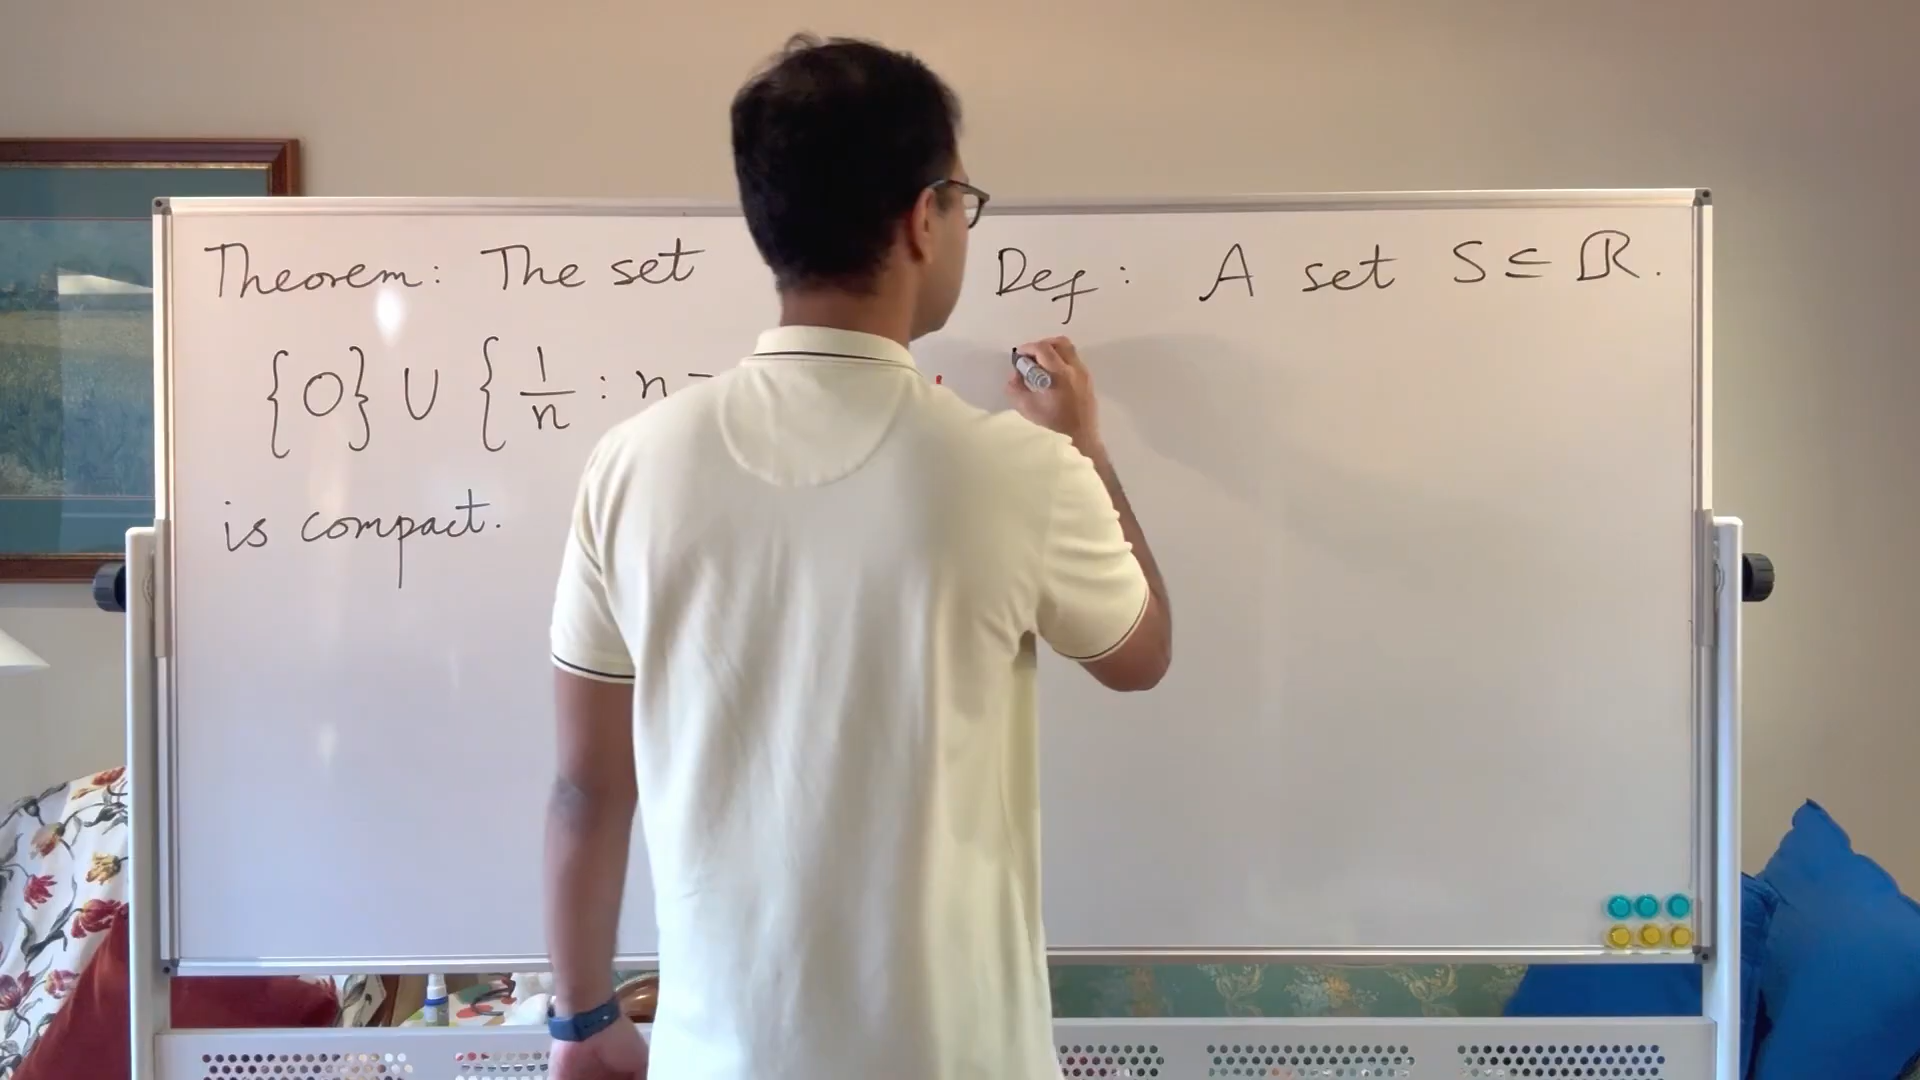 Theorem: The set
{0} ∪ { 1/n : n
is compact.
Def: A set S ⊆ ℝ.